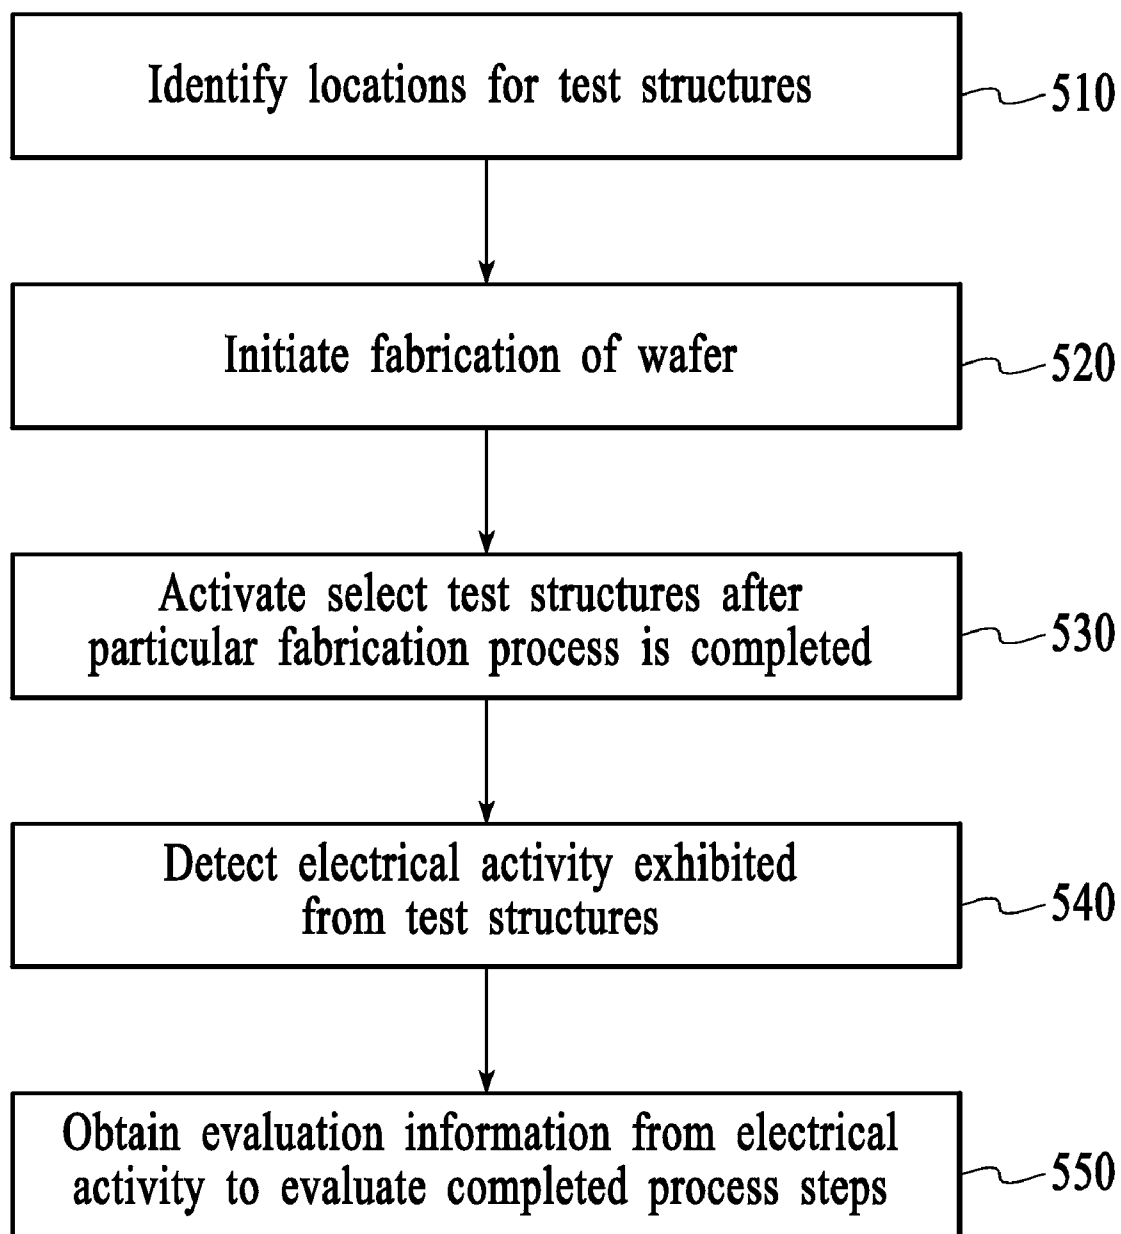 Identify locations for test structures
510
Initiate fabrication of wafer
520
Activate select test structures after
particular fabrication process is completed
530
Detect electrical activity exhibited
from test structures
540
Obtain evaluation information from electrical
activity to evaluate completed process steps
550